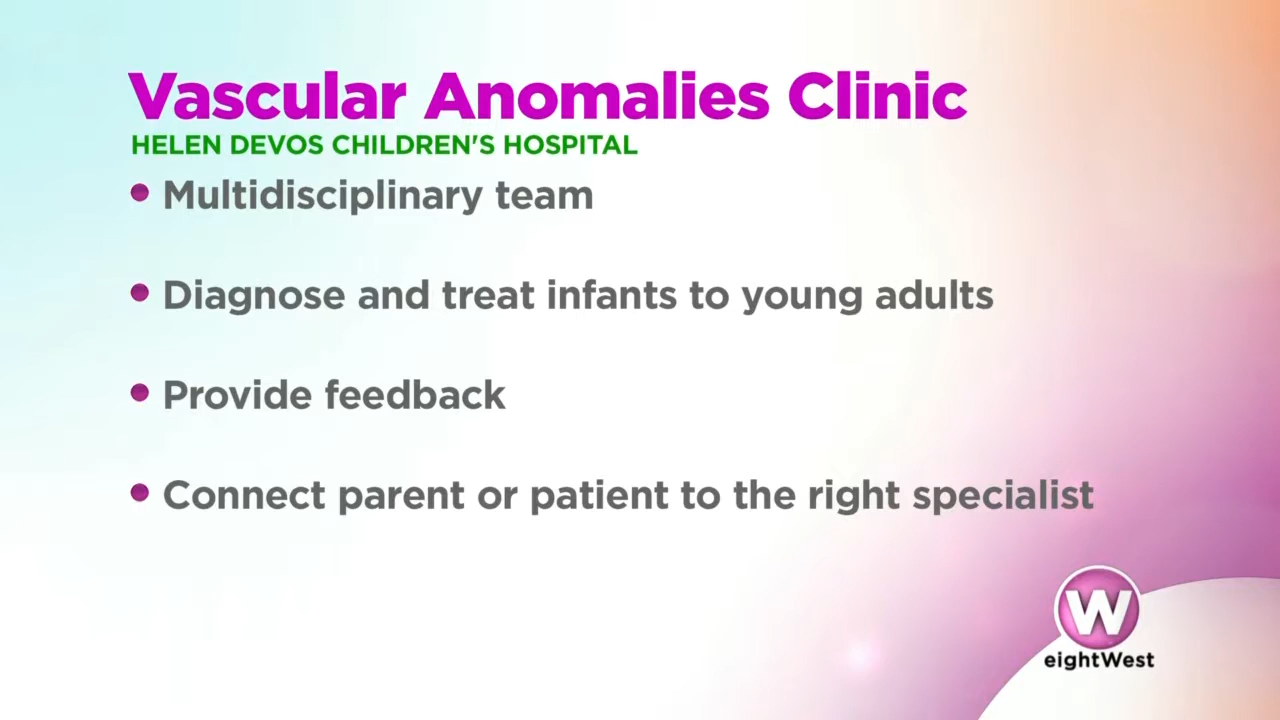 Vascular Anomalies Clinic
HELEN DEVOS CHILDREN'S HOSPITAL
Multidisciplinary team
Diagnose and treat infants to young adults
Provide feedback
Connect parent or patient to the right specialist
W
eightWest